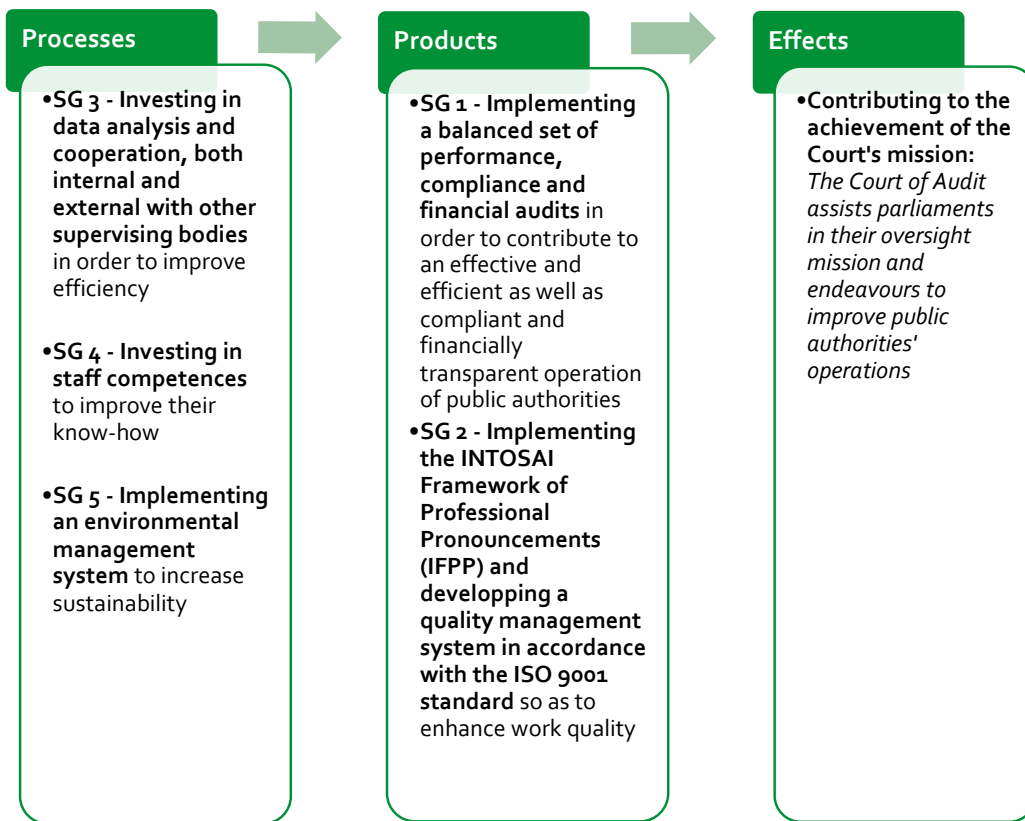 Processes
•SG 3 - Investing in
data analysis and
cooperation, both
internal and
external with other
supervising bodies
in order to improve
efficiency
•SG 4 - Investing in
staff competences
to improve their
know-how
•SG 5 - Implementing
an environmental
management
system to increase
sustainability
Products
•SG 1 - Implementing
a balanced set of
performance,
compliance and
financial audits in
order to contribute to
an effective and
efficient as well as
compliant and
financially
transparent operation
of public authorities
•SG 2 - Implementing
the INTOSAI
Framework of
Professional
Pronouncements
(IFPP) and
developping a
quality management
system in accordance
with the ISO 9001
standard so as to
enhance work quality
Effects
•Contributing to the
achievement of the
Court's mission:
The Court of Audit
assists parliaments
in their oversight
mission and
endeavours to
improve public
authorities'
operations